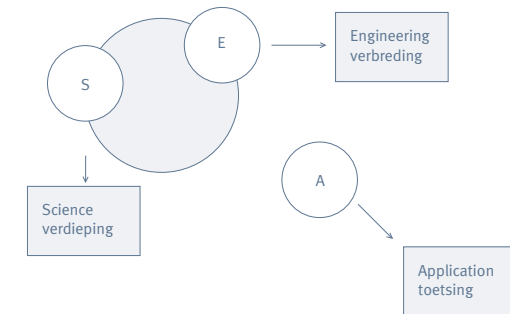 E
Engineering
verbreding
S
A
Science
verdieping
Application
toetsing